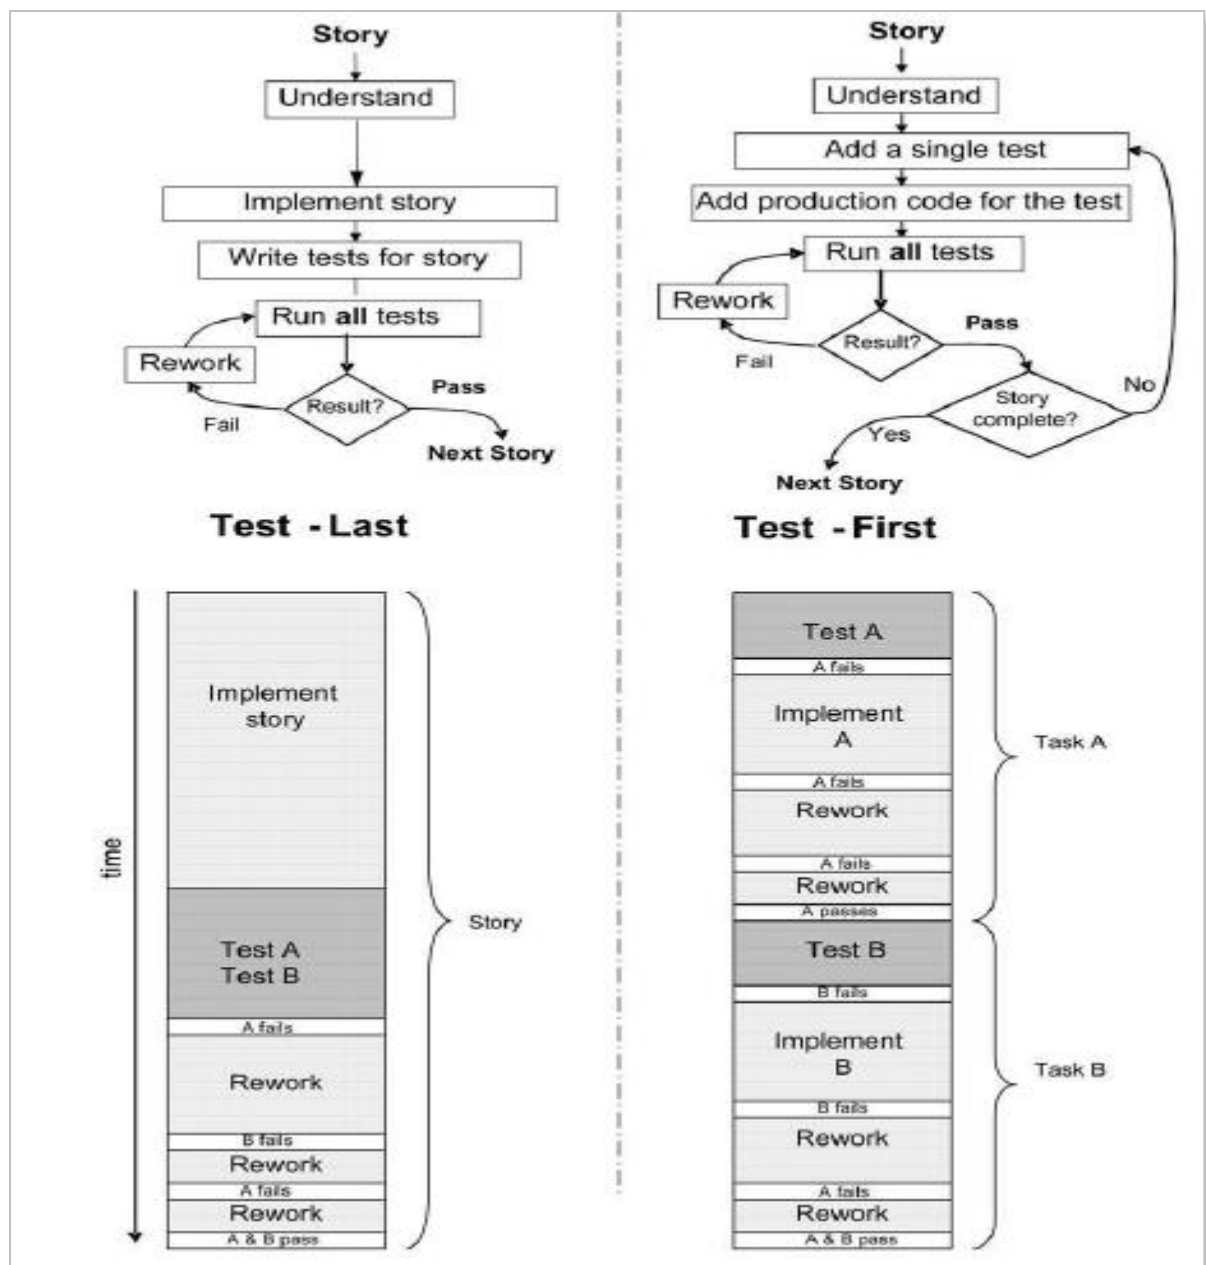 Story
Understand
Implement story
Write tests for story
Run all tests
Rework
Result?
Pass
Fail
Next Story
Test - Last
Story
Understand
Add a single test
Add production code for the test
Run all tests
Rework
Result?
Pass
Fail
No
Story
complete?
Yes
Next Story
Test - First
time
Implement
story
Test A
Test B
A fails
Rework
B fails
Rework
A fails
Rework
A & B pass
Story
Test A
A fails
Implement
A
A fails
Rework
A fails
Rework
A passes
Task A
Test B
B fails
Implement
B
B fails
Rework
A fails
Rework
A & B pass
Task B